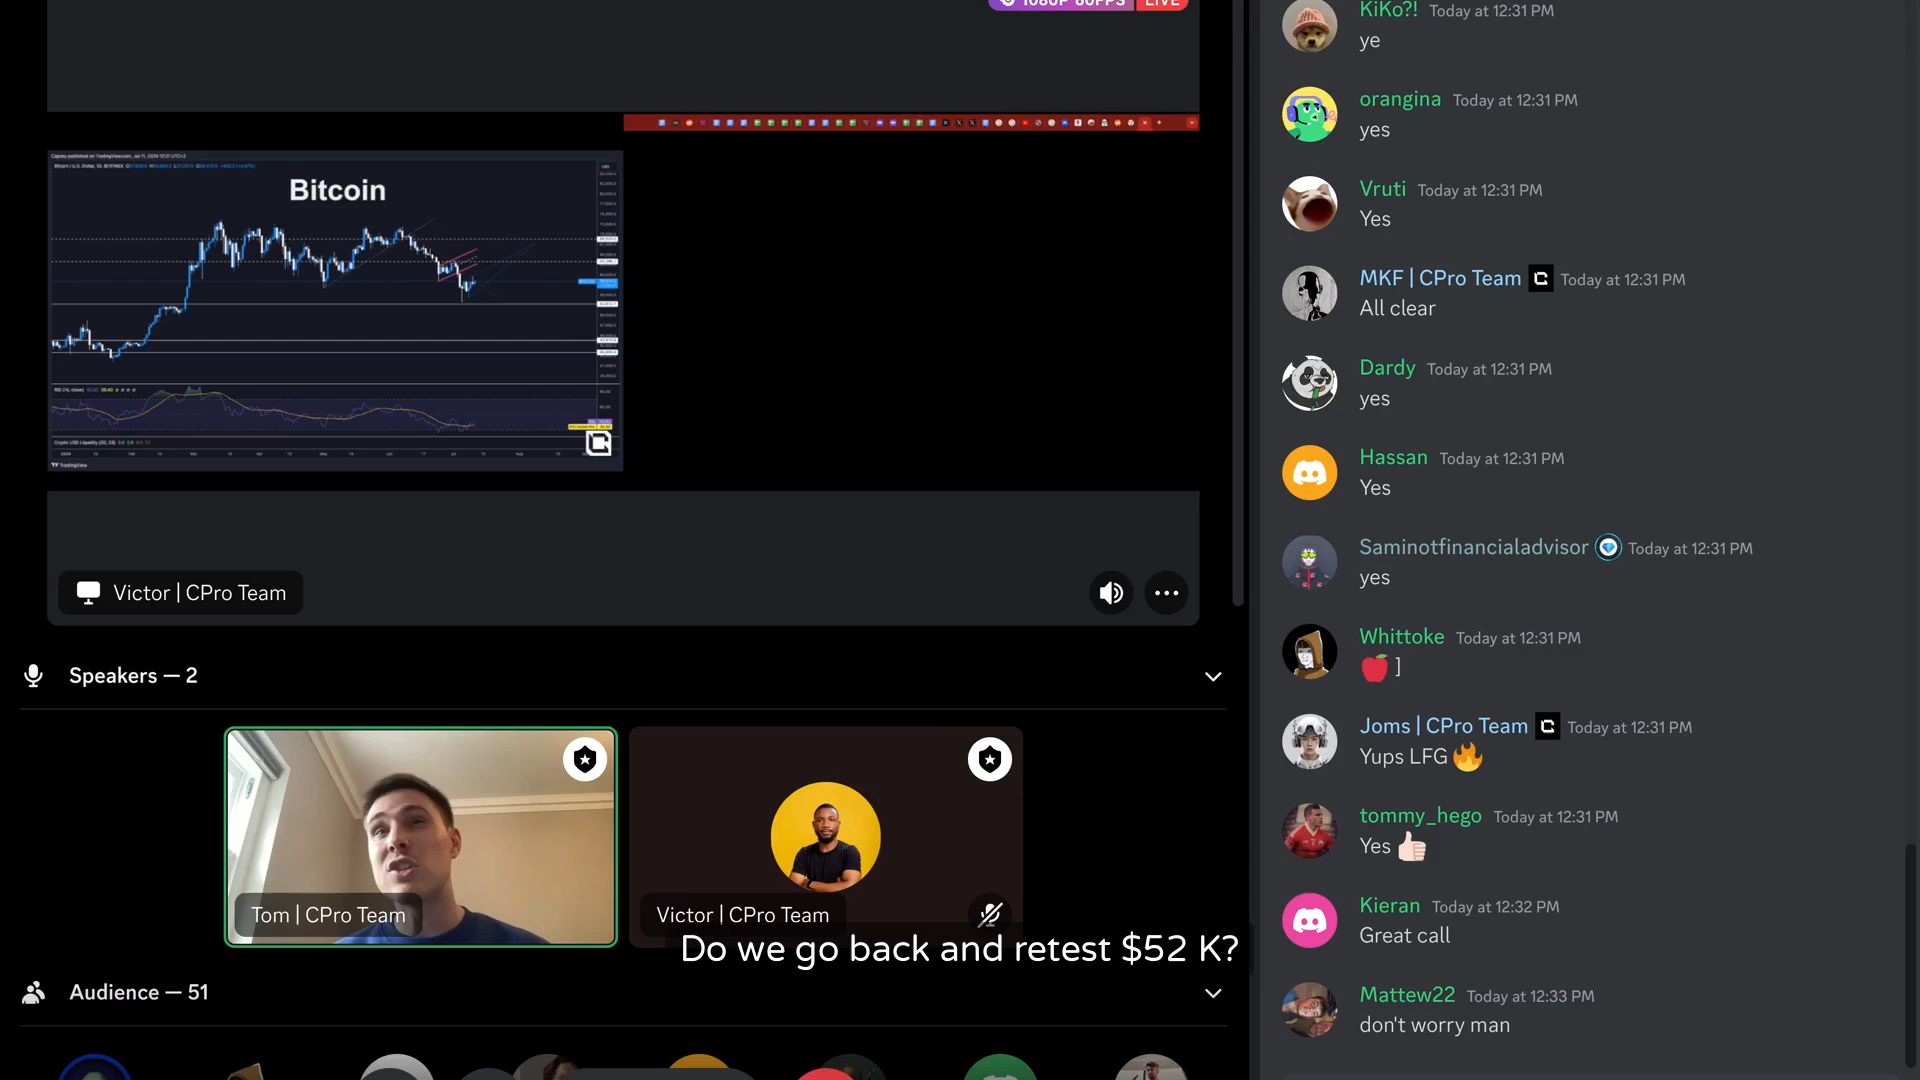 1080P 60FPS
LIVE
Bitcoin
TradingView
Victor | CPro Team
Speakers — 2
Tom | CPro Team
Victor | CPro Team
Do we go back and retest $52 K?
Audience — 51
KiKo?! Today at 12:31 PM
ye
orangina Today at 12:31 PM
yes
Vruti Today at 12:31 PM
Yes
MKF | CPro Team Today at 12:31 PM
All clear
Dardy Today at 12:31 PM
yes
Hassan Today at 12:31 PM
Yes
Saminotfinancialadvisor Today at 12:31 PM
yes
Whittoke Today at 12:31 PM
🍎 ]
Joms | CPro Team Today at 12:31 PM
Yups LFG 🔥
tommy_hego Today at 12:31 PM
Yes 👍🏻
Kieran Today at 12:32 PM
Great call
Mattew22 Today at 12:33 PM
don't worry man